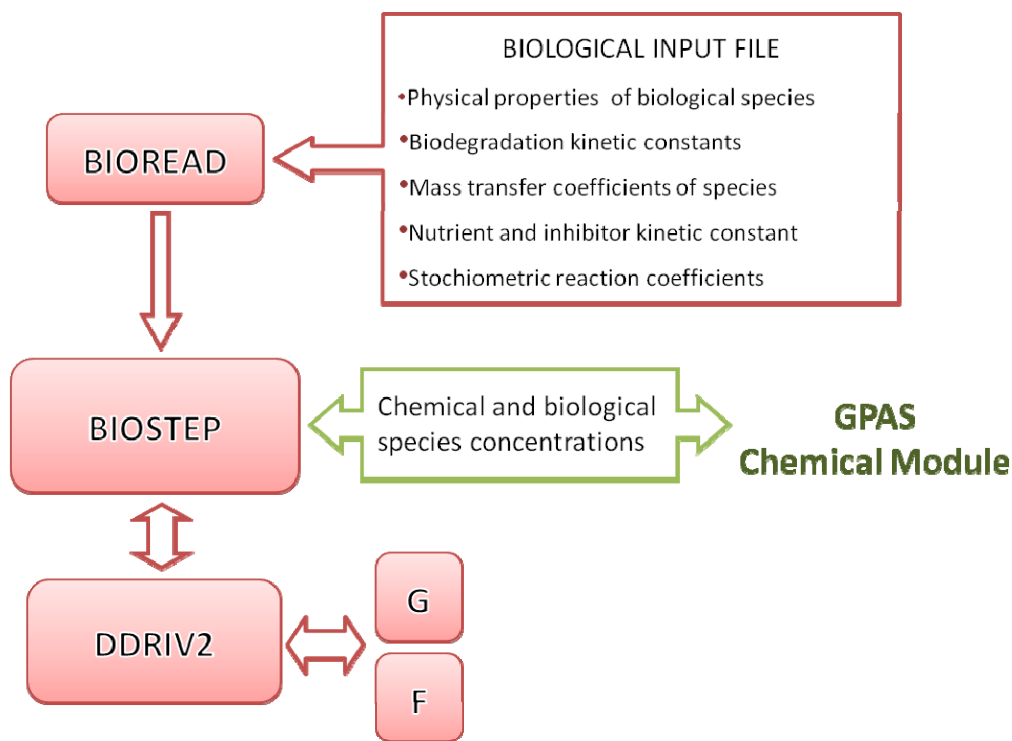 BIOLOGICAL INPUT FILE
•Physical properties of biological species
•Biodegradation kinetic constants
•Mass transfer coefficients of species
•Nutrient and inhibitor kinetic constant
•Stochiometric reaction coefficients
BIOREAD
BIOSTEP
Chemical and biological
species concentrations
GPAS
Chemical Module
DDRIV2
G
F